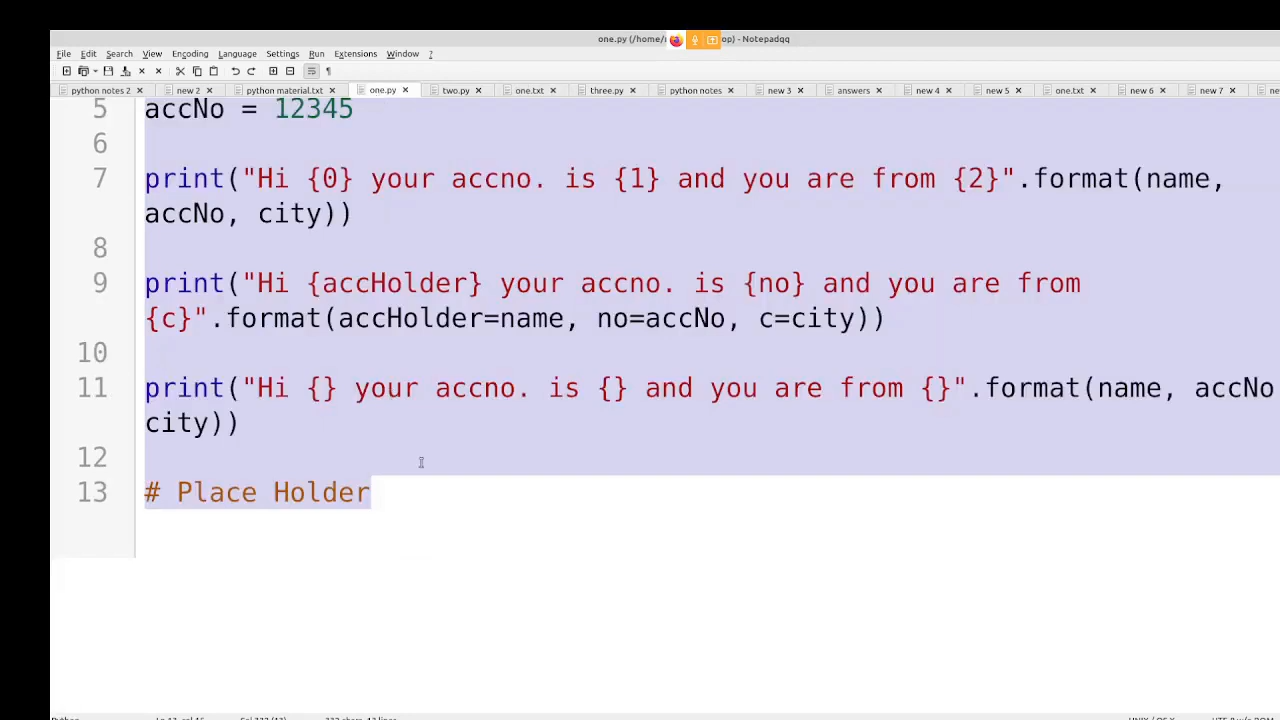 one.py (/home/ op) - Notepadqq
File Edit Search View Encoding Language Settings Run Extensions Window ?
python notes 2 new 2 python material.txt one.py two.py one.txt three.py python notes new 3 answers new 4 new 5 one.txt new 6 new 7
5 accNo = 12345
6
7 print("Hi {0} your accno. is {1} and you are from {2}".format(name,
accNo, city))
8
9 print("Hi {accHolder} your accno. is {no} and you are from
{c}".format(accHolder=name, no=accNo, c=city))
10
11 print("Hi {} your accno. is {} and you are from {}".format(name, accNo
city))
12
13 # Place Holder